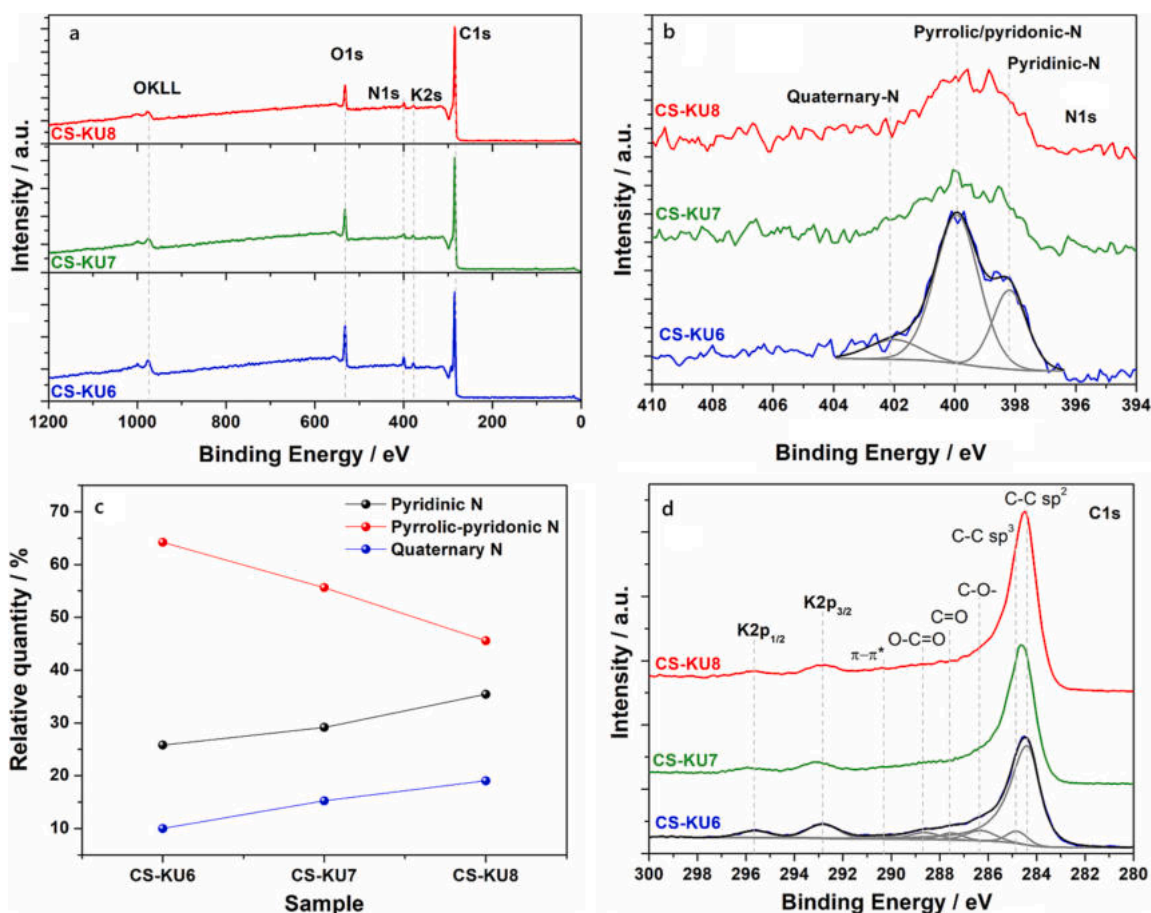 a
C1s
O1s
OKLL
N1s
K2s
CS-KU8
CS-KU7
CS-KU6
Intensity / a.u.
1200 1000 800 600 400 200 0
Binding Energy / eV
b
Pyrrolic/pyridonic-N
Pyridinic-N
Quaternary-N
N1s
CS-KU8
CS-KU7
CS-KU6
Intensity / a.u.
410 408 406 404 402 400 398 396 394
Binding Energy / eV
c
Pyridinic N
Pyrrolic-pyridonic N
Quaternary N
70
60
50
40
30
20
10
Relative quantity / %
CS-KU6 CS-KU7 CS-KU8
Sample
d
C-C sp²
C1s
C-C sp³
C-O-
C=O
O-C=O
π-π*
K2p3/2
K2p1/2
CS-KU8
CS-KU7
CS-KU6
Intensity / a.u.
300 298 296 294 292 290 288 286 284 282 280
Binding Energy / eV